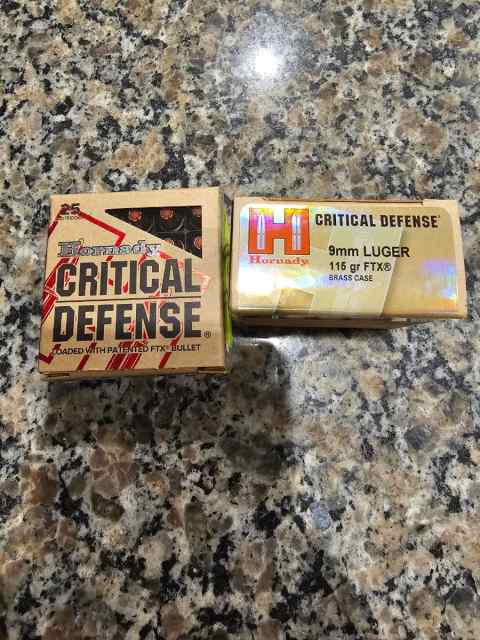 25
Hornady
CRITICAL
DEFENSE®
LOADED WITH PATENTED FTX® BULLET
H
Hornady
CRITICAL DEFENSE®
9mm LUGER
115 gr FTX®
BRASS CASE